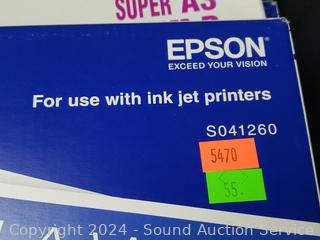 SUPER A3
EPSON
EXCEED YOUR VISION
For use with ink jet printers
S041260
5470
55.
Copyright 2024 - Sound Auction Service